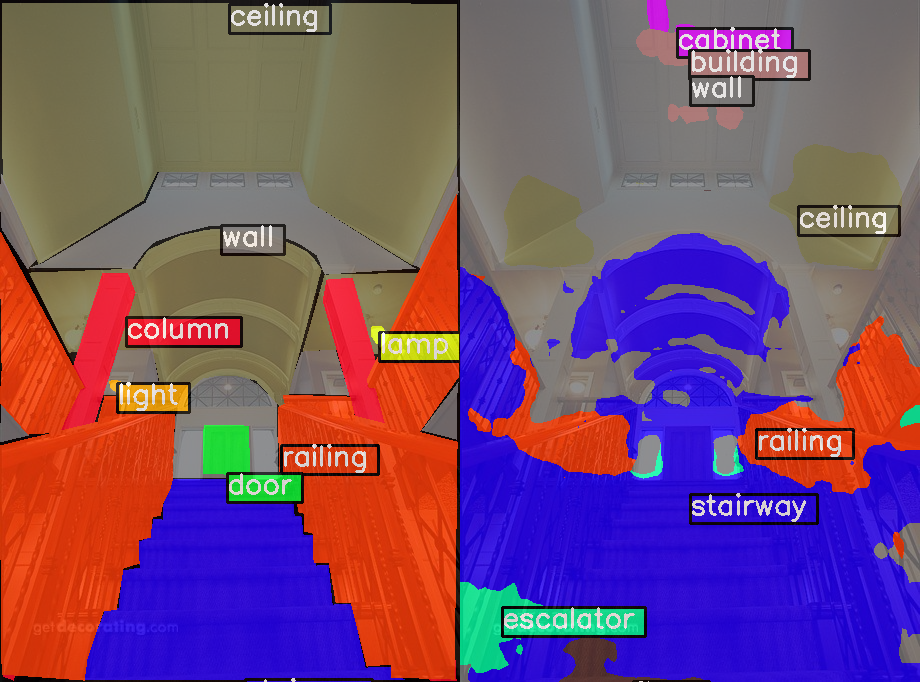 ceiling
wall
column
lamp
light
railing
door
getdecorating.com
cabinet
building
wall
ceiling
railing
stairway
escalator